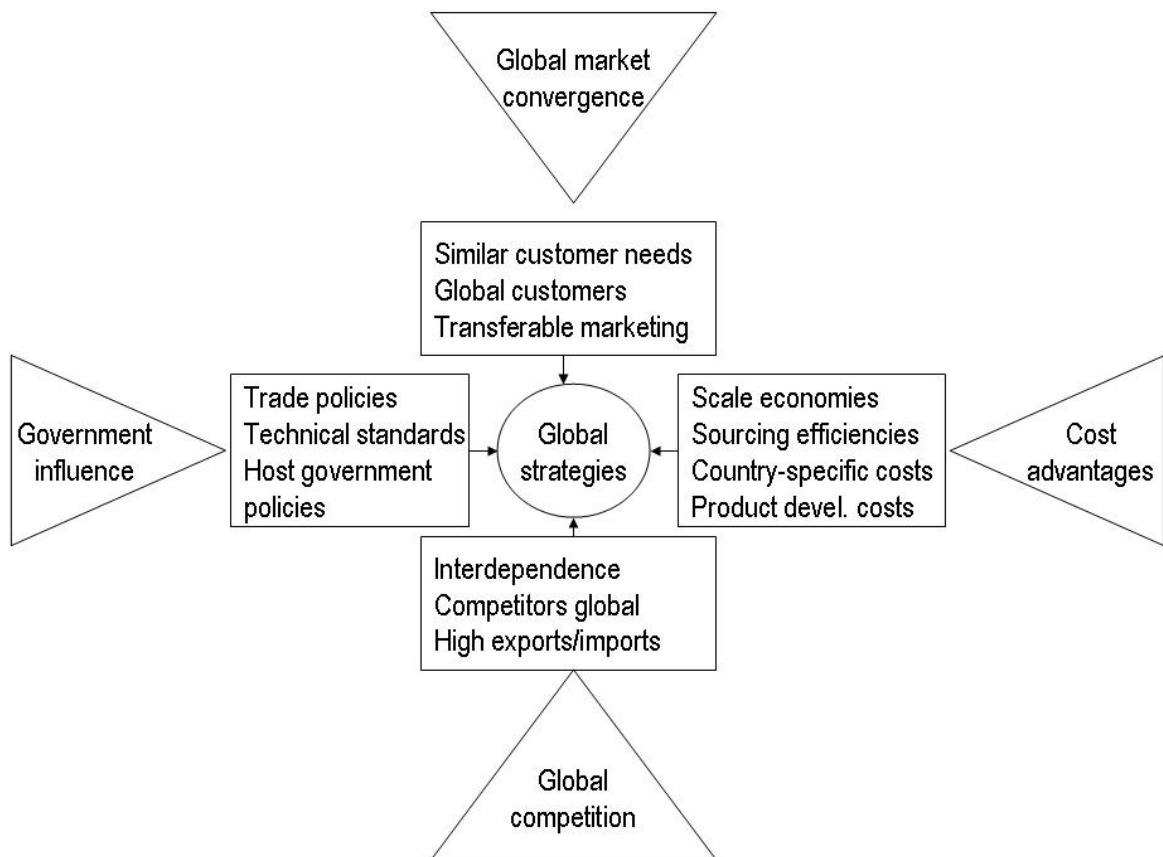 Global market
convergence
Similar customer needs
Global customers
Transferable marketing
Government
influence
Trade policies
Technical standards
Host government
policies
Global
strategies
Scale economies
Sourcing efficiencies
Country-specific costs
Product devel. costs
Cost
advantages
Interdependence
Competitors global
High exports/imports
Global
competition